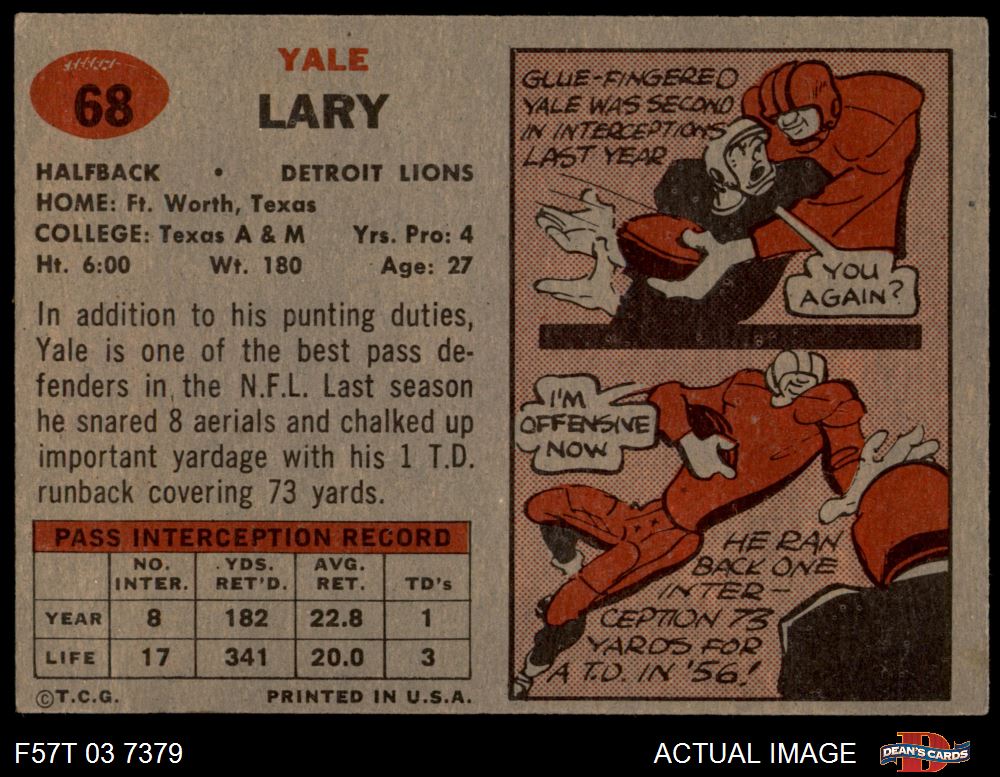 68
YALE
LARY
HALFBACK • DETROIT LIONS
HOME: Ft. Worth, Texas
COLLEGE: Texas A & M Yrs. Pro: 4
Ht. 6:00 Wt. 180 Age: 27
In addition to his punting duties,
Yale is one of the best pass de-
fenders in the N.F.L. Last season
he snared 8 aerials and chalked up
important yardage with his 1 T.D.
runback covering 73 yards.
PASS INTERCEPTION RECORD
NO. YDS. AVG.
INTER. RET'D. RET. TD's
YEAR 8 182 22.8 1
LIFE 17 341 20.0 3
©T.C.G. PRINTED IN U.S.A.
GLUE-FINGERED
YALE WAS SECOND
IN INTERCEPTIONS
LAST YEAR
YOU
AGAIN?
I'M
OFFENSIVE
NOW
HE RAN
BACK ONE
INTER-
CEPTION 73
YARDS FOR
A T.D. IN '56!
F57T 03 7379 ACTUAL IMAGE DEAN'S CARDS